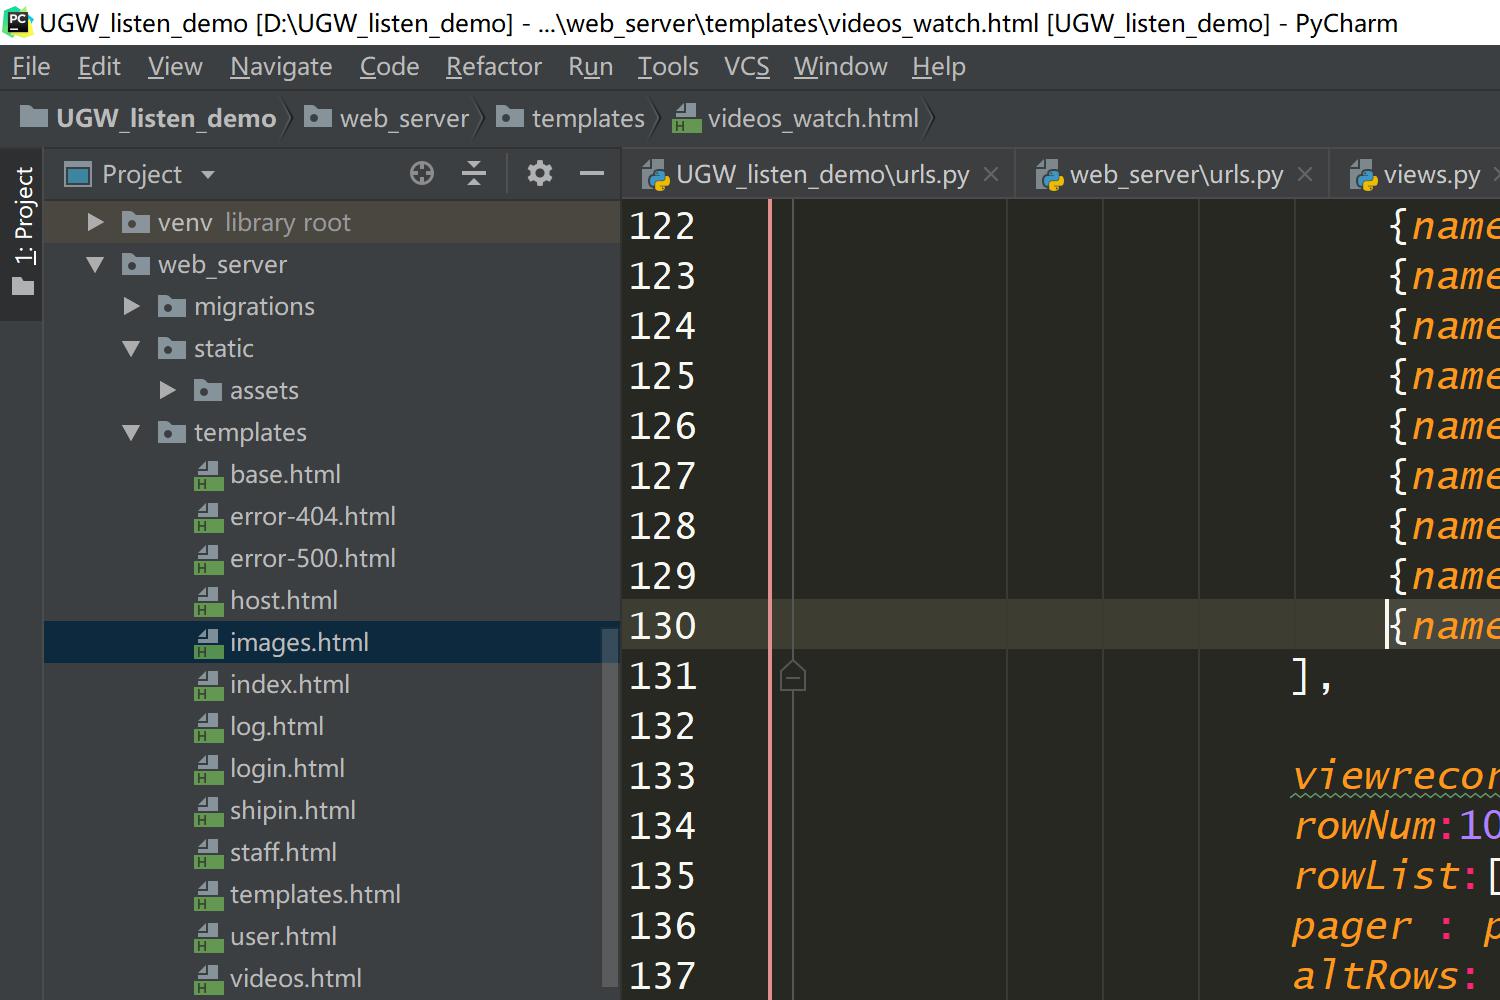 UGW_listen_demo [D:\UGW_listen_demo] - ...\web_server\templates\videos_watch.html [UGW_listen_demo] - PyCharm
File Edit View Navigate Code Refactor Run Tools VCS Window Help
UGW_listen_demo web_server templates videos_watch.html
1: Project
Project
UGW_listen_demo\urls.py web_server\urls.py views.py
venv library root
web_server
migrations
static
assets
templates
base.html
error-404.html
error-500.html
host.html
images.html
index.html
log.html
login.html
shipin.html
staff.html
templates.html
user.html
videos.html
122 {name
123 {name
124 {name
125 {name
126 {name
127 {name
128 {name
129 {name
130 {name
131 ],
132
133 viewrecor
134 rowNum:10
135 rowList:[
136 pager : p
137 altRows: